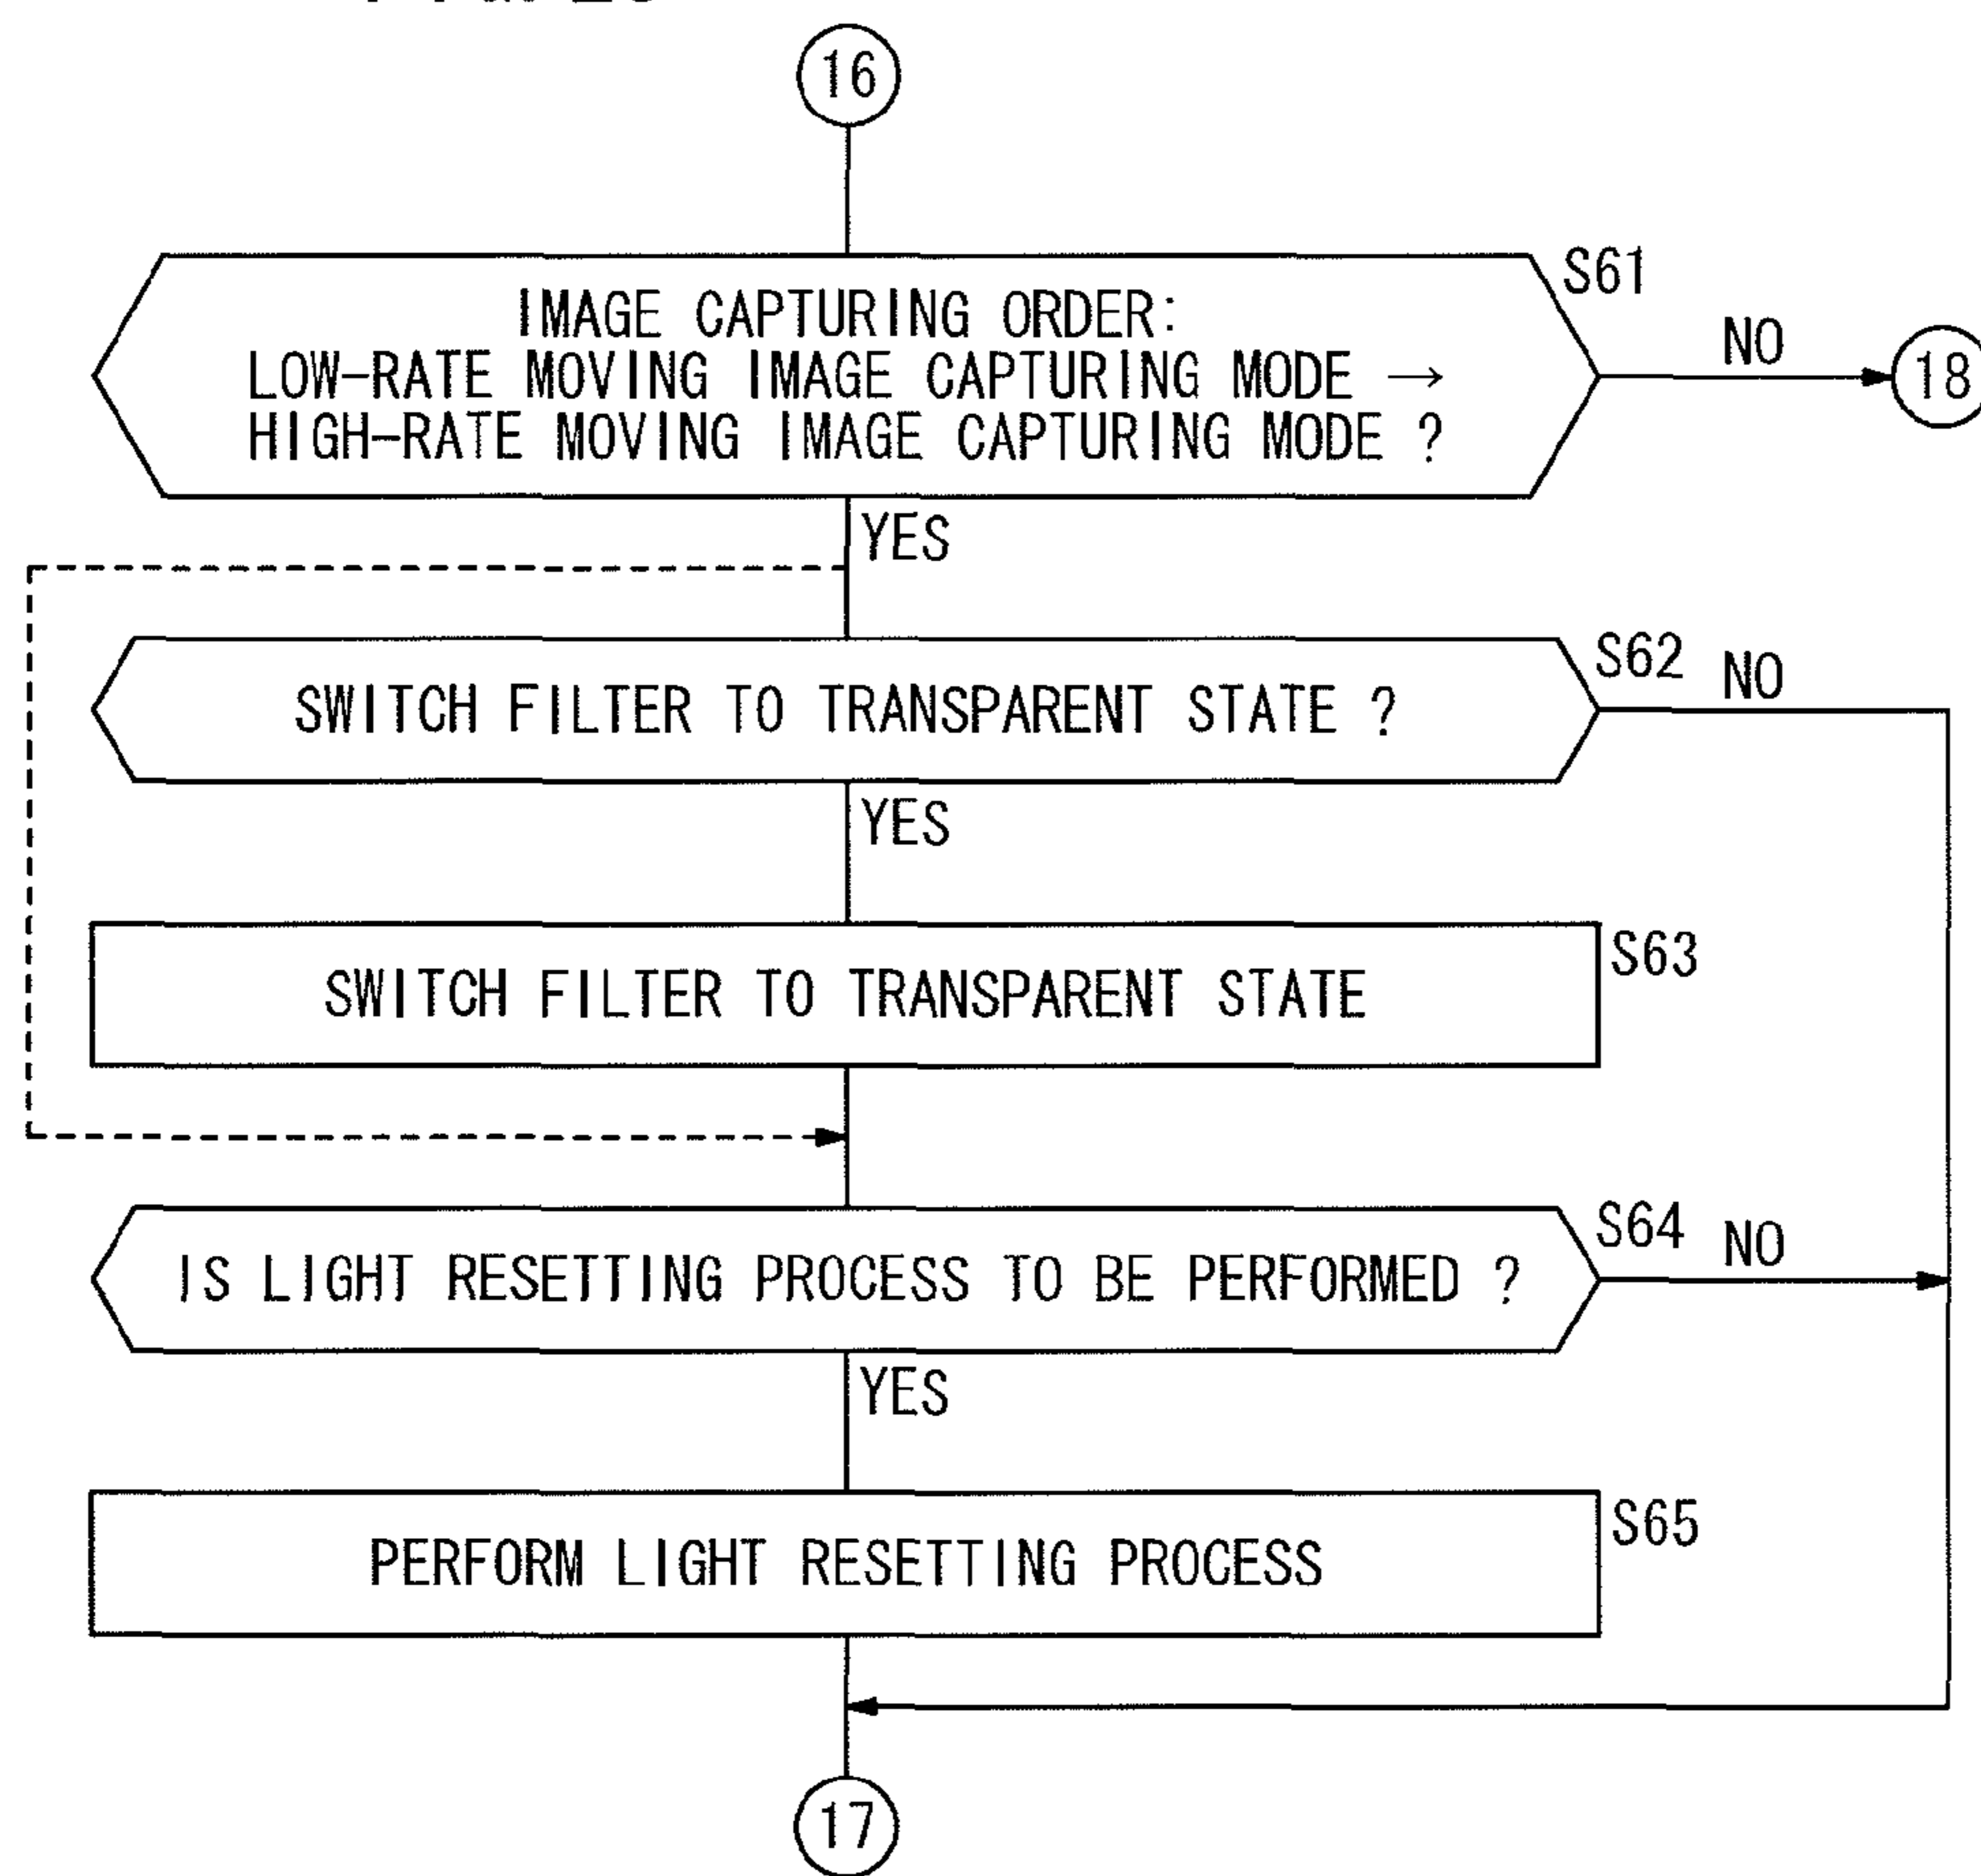 16
IMAGE CAPTURING ORDER:
LOW-RATE MOVING IMAGE CAPTURING MODE →
HIGH-RATE MOVING IMAGE CAPTURING MODE ?
S61
NO
18
YES
SWITCH FILTER TO TRANSPARENT STATE ?
S62
NO
YES
SWITCH FILTER TO TRANSPARENT STATE
S63
IS LIGHT RESETTING PROCESS TO BE PERFORMED ?
S64
NO
YES
PERFORM LIGHT RESETTING PROCESS
S65
17